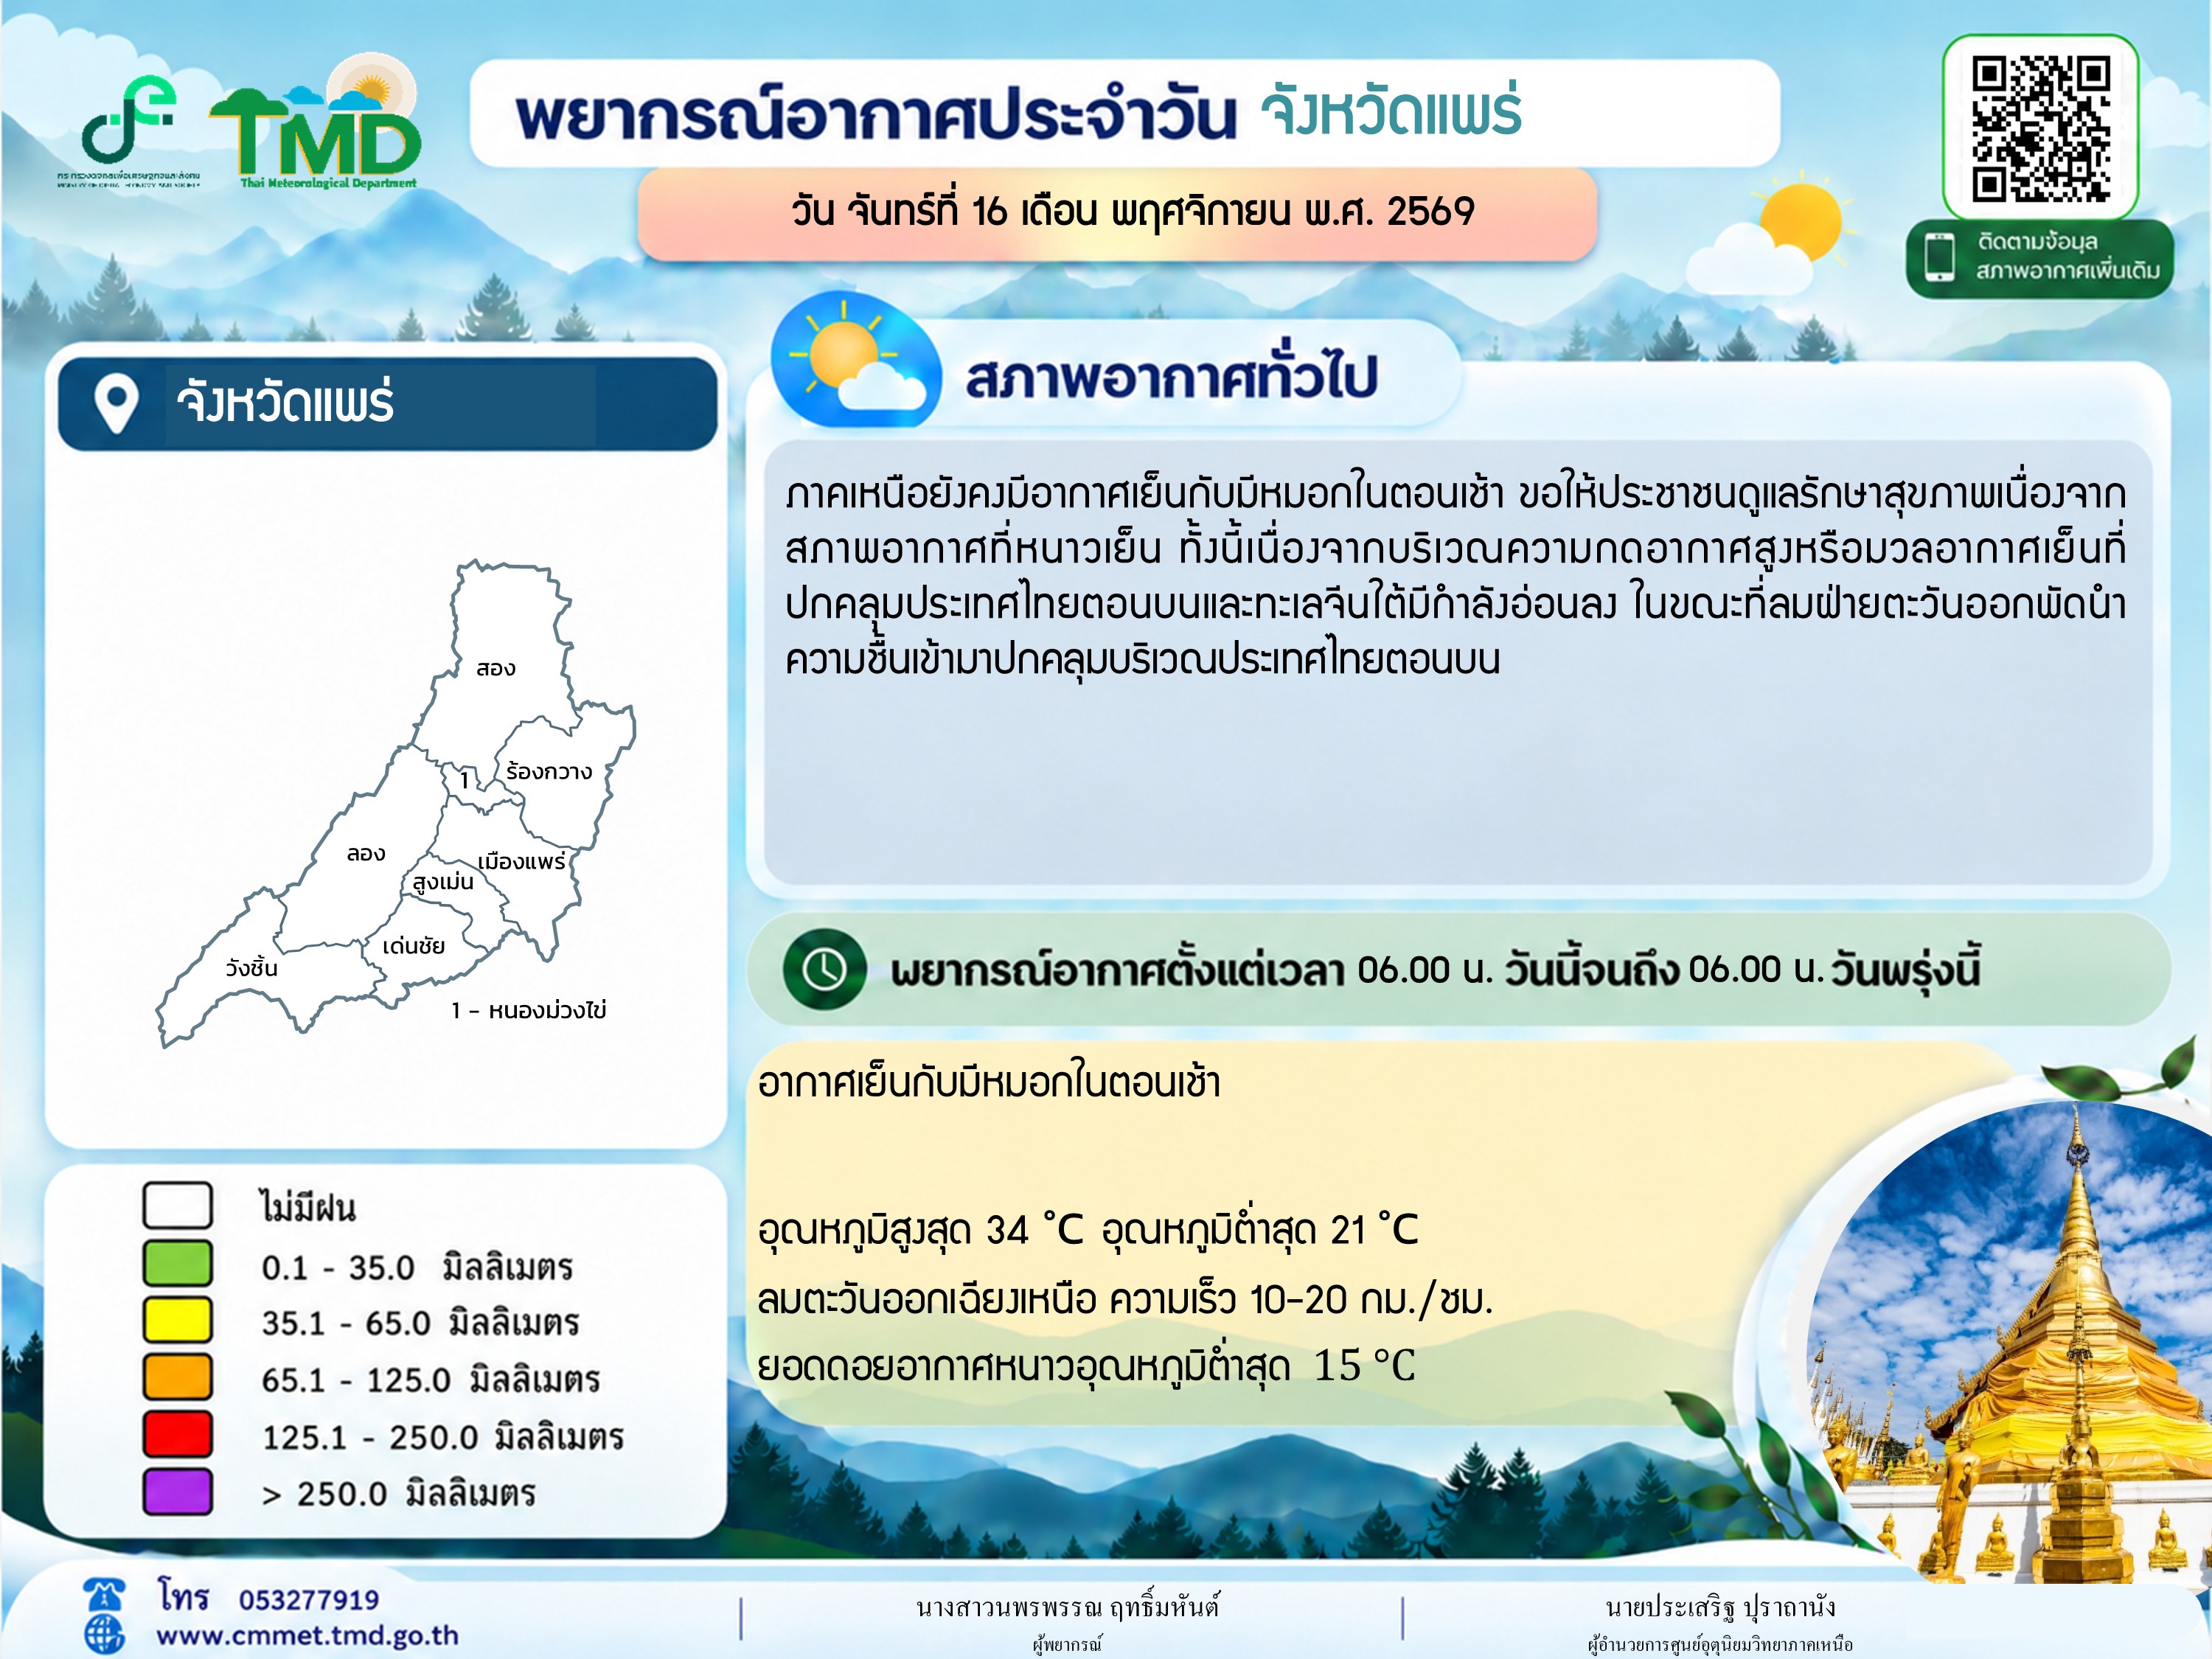 TMD
Thai Meteorological Department
พยากรณ์อากาศประจำวัน จังหวัดแพร่
วัน จันทร์ที่ 16 เดือน พฤศจิกายน พ.ศ. 2569
ติดตามข้อมูล
สภาพอากาศเพิ่มเติม
จังหวัดแพร่
สอง
ร้องกวาง
1
ลอง
เมืองแพร่
สูงเม่น
เด่นชัย
วังชิ้น
1 - หนองม่วงไข่
ไม่มีฝน
0.1 - 35.0 มิลลิเมตร
35.1 - 65.0 มิลลิเมตร
65.1 - 125.0 มิลลิเมตร
125.1 - 250.0 มิลลิเมตร
> 250.0 มิลลิเมตร
สภาพอากาศทั่วไป
ภาคเหนือยังคงมีอากาศเย็นกับมีหมอกในตอนเช้า ขอให้ประชาชนดูแลรักษาสุขภาพเนื่องจาก
สภาพอากาศที่หนาวเย็น ทั้งนี้เนื่องจากบริเวณความกดอากาศสูงหรือมวลอากาศเย็นที่
ปกคลุมประเทศไทยตอนบนและทะเลจีนใต้มีกำลังอ่อนลง ในขณะที่ลมฝ่ายตะวันออกพัดนำ
ความชื้นเข้ามาปกคลุมบริเวณประเทศไทยตอนบน
พยากรณ์อากาศตั้งแต่เวลา 06.00 น. วันนี้จนถึง 06.00 น. วันพรุ่งนี้
อากาศเย็นกับมีหมอกในตอนเช้า
อุณหภูมิสูงสุด 34 °C อุณหภูมิต่ำสุด 21 °C
ลมตะวันออกเฉียงเหนือ ความเร็ว 10-20 กม./ชม.
ยอดดอยอากาศหนาวอุณหภูมิต่ำสุด 15 °C
โทร 053277919
www.cmmet.tmd.go.th
นางสาวนพรพรรณ ฤทธิ์มหันต์
ผู้พยากรณ์
นายประเสริฐ ปุราถานัง
ผู้อำนวยการศูนย์อุตุนิยมวิทยาภาคเหนือ